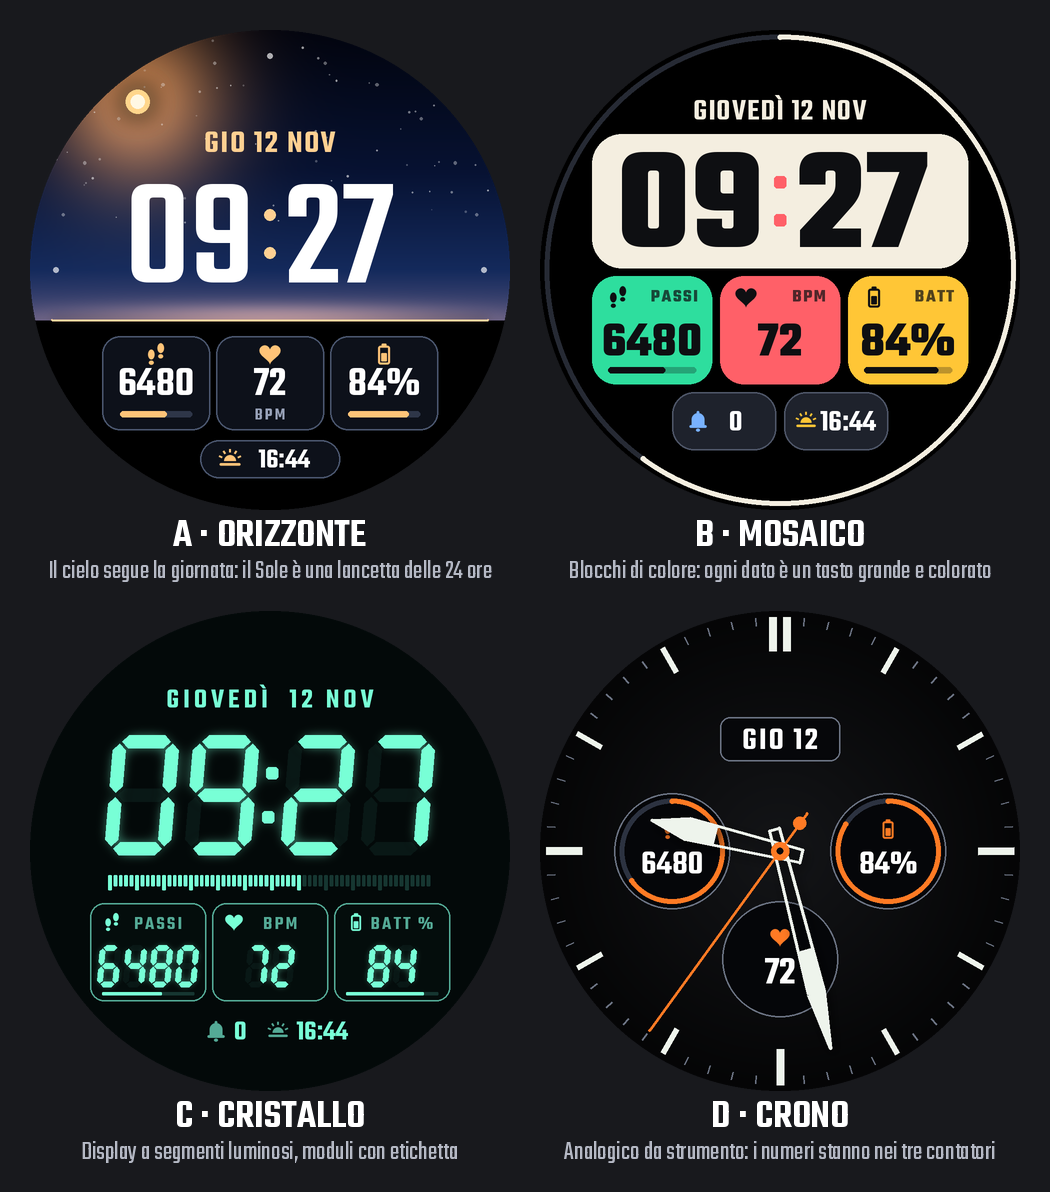 GIO 12 NOV
09:27
6480
72
84%
BPM
16:44
A · ORIZZONTE
Il cielo segue la giornata: il Sole è una lancetta delle 24 ore
GIOVEDÌ 12 NOV
09:27
PASSI
BPM
BATT
6480
72
84%
0
16:44
B · MOSAICO
Blocchi di colore: ogni dato è un tasto grande e colorato
GIOVEDÌ 12 NOV
09:27
PASSI
BPM
BATT %
6480
72
84
0
16:44
C · CRISTALLO
Display a segmenti luminosi, moduli con etichetta
GIO 12
6480
84%
72
D · CRONO
Analogico da strumento: i numeri stanno nei tre contatori